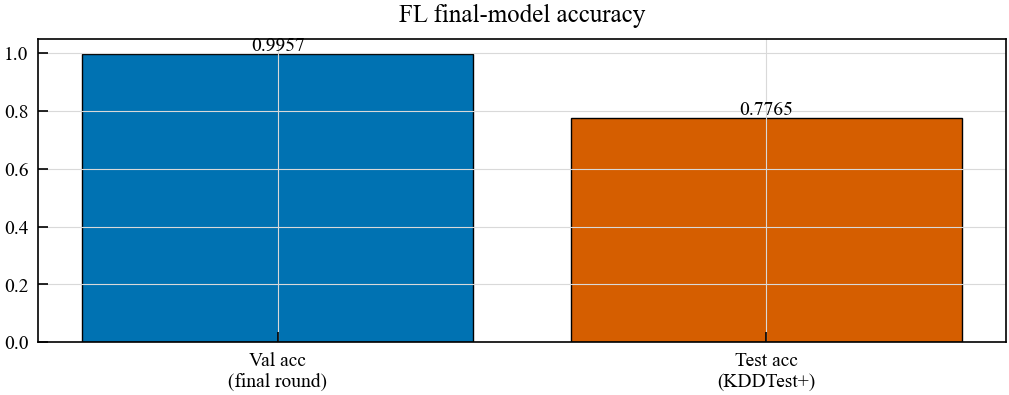 FL final-model accuracy
1.0
0.8
0.6
0.4
0.2
0.0
0.9957
0.7765
Val acc
(final round)
Test acc
(KDDTest+)